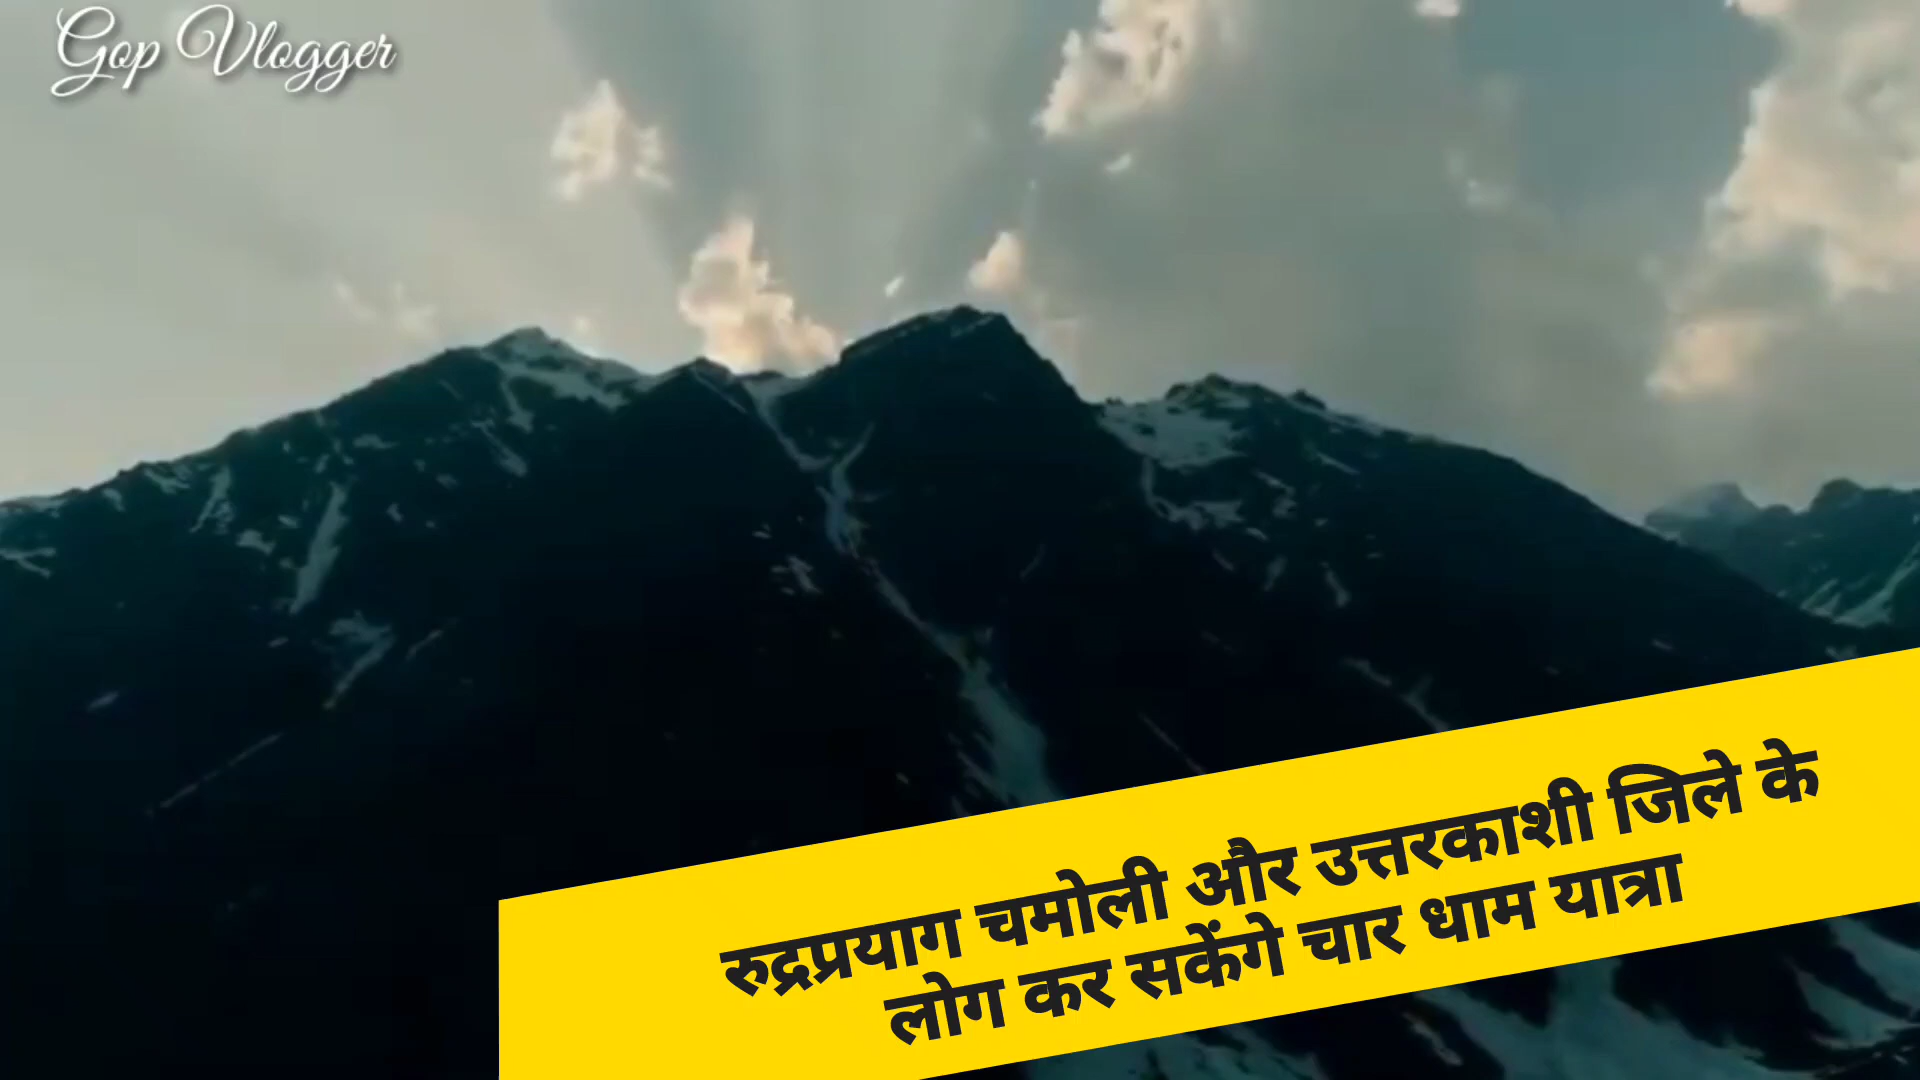 Gop Vlogger
रुद्रप्रयाग चमोली और उत्तरकाशी जिले के
लोग कर सकेंगे चार धाम यात्रा